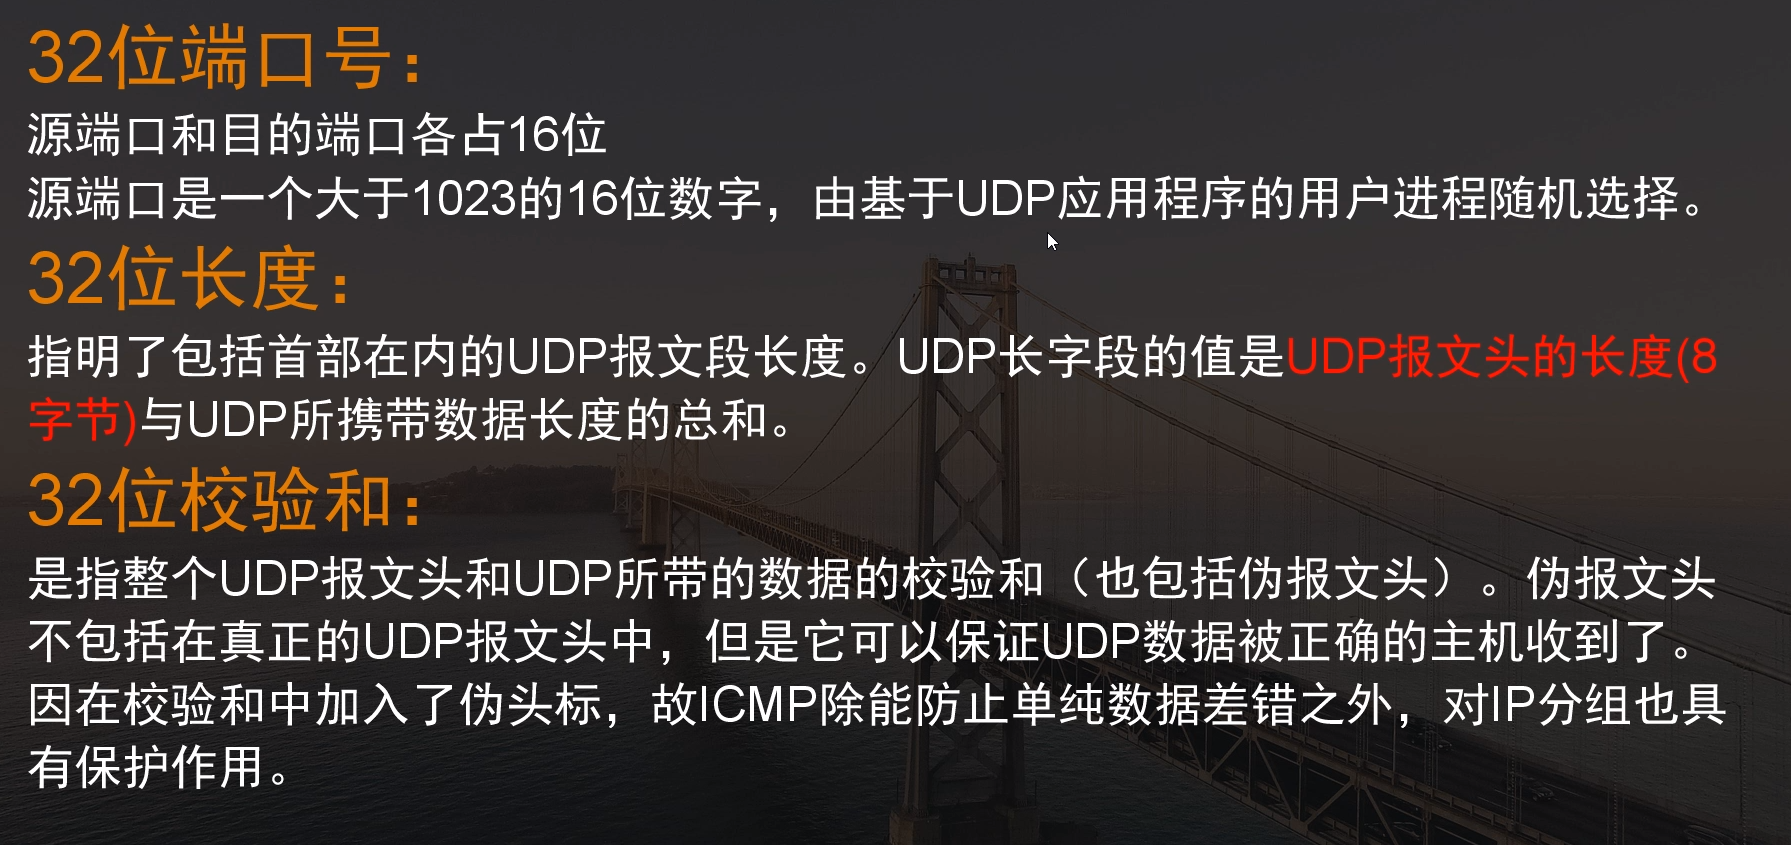 32位端口号：
源端口和目的端口各占16位
源端口是一个大于1023的16位数字，由基于UDP应用程序的用户进程随机选择。
32位长度：
指明了包括首部在内的UDP报文段长度。UDP长字段的值是UDP报文头的长度(8
字节)与UDP所携带数据长度的总和。
32位校验和：
是指整个UDP报文头和UDP所带的数据的校验和（也包括伪报文头）。伪报文头
不包括在真正的UDP报文头中，但是它可以保证UDP数据被正确的主机收到了。
因在校验和中加入了伪头标，故ICMP除能防止单纯数据差错之外，对IP分组也具
有保护作用。